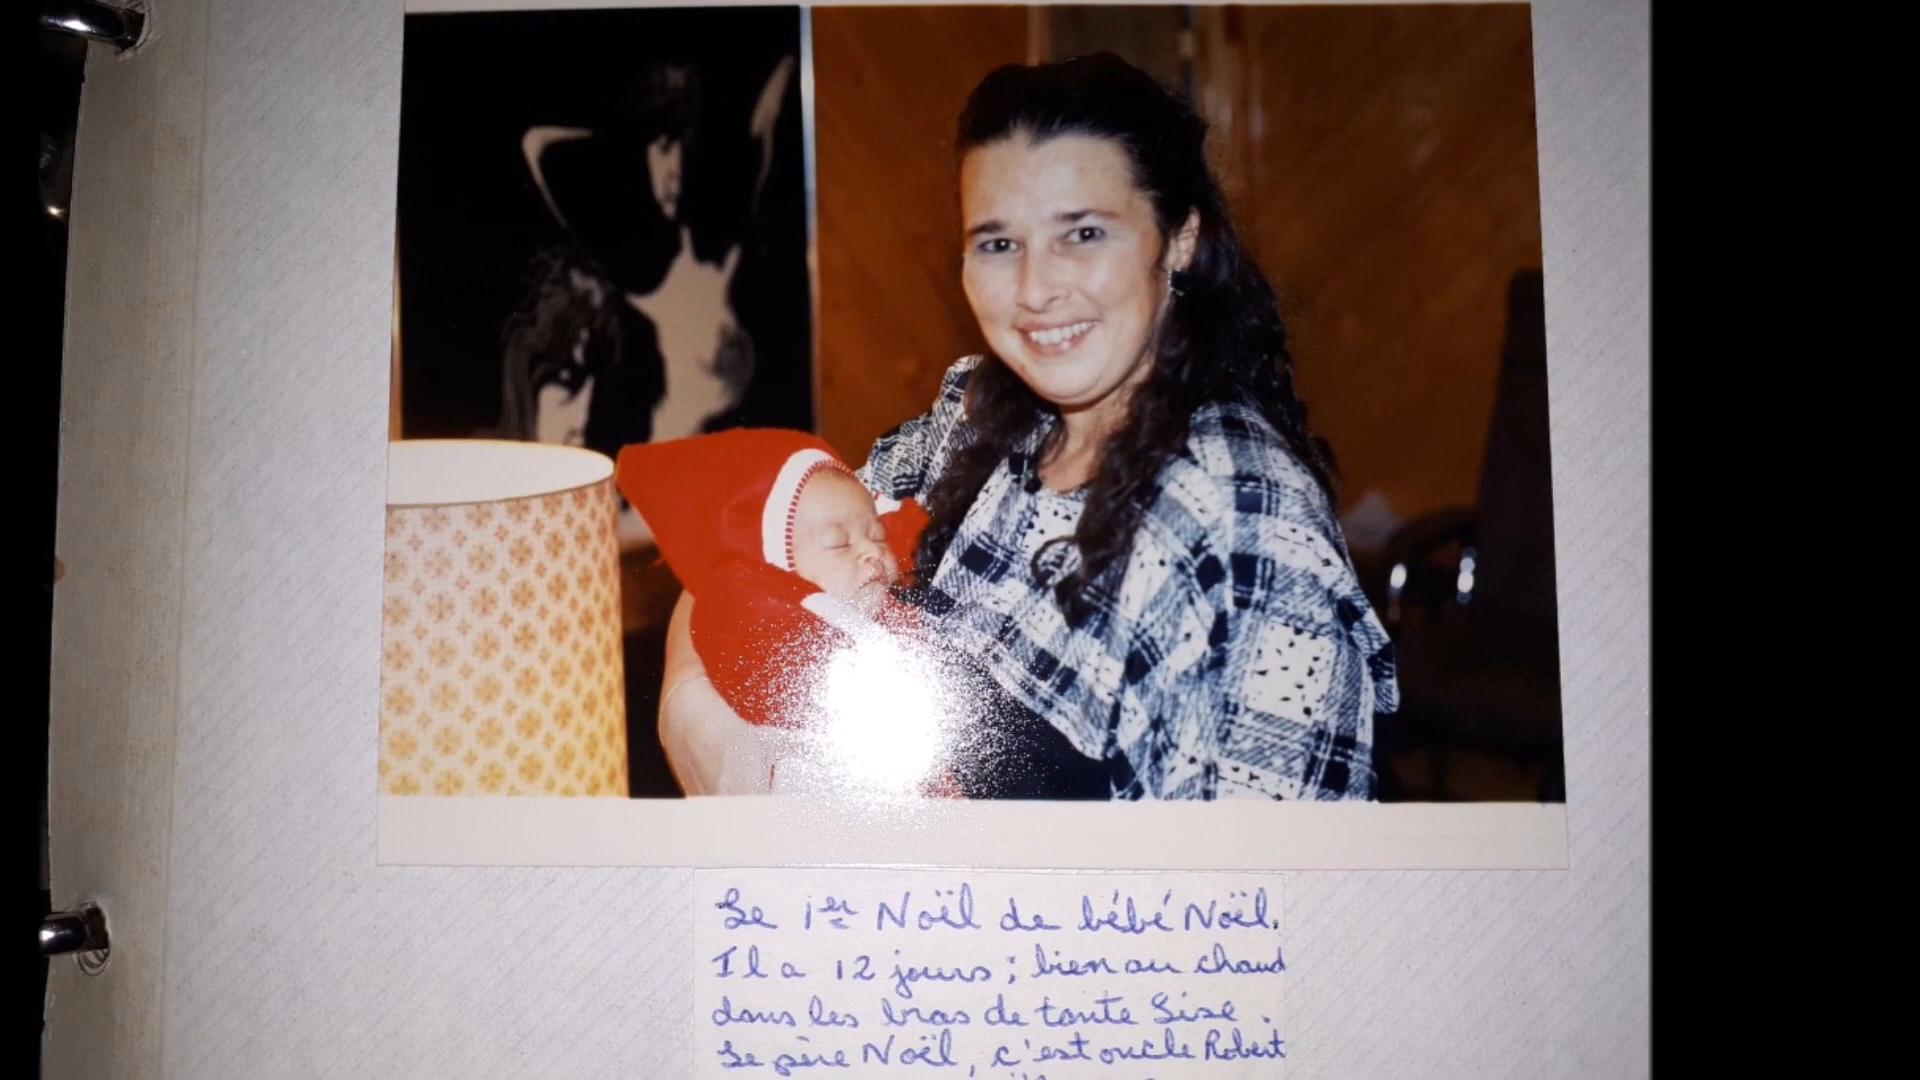 Le 1er Noël de bébé Noël.
Il a 12 jours ; bien au chaud
dans les bras de tante Lise.
Le père Noël, c'est oncle Robert